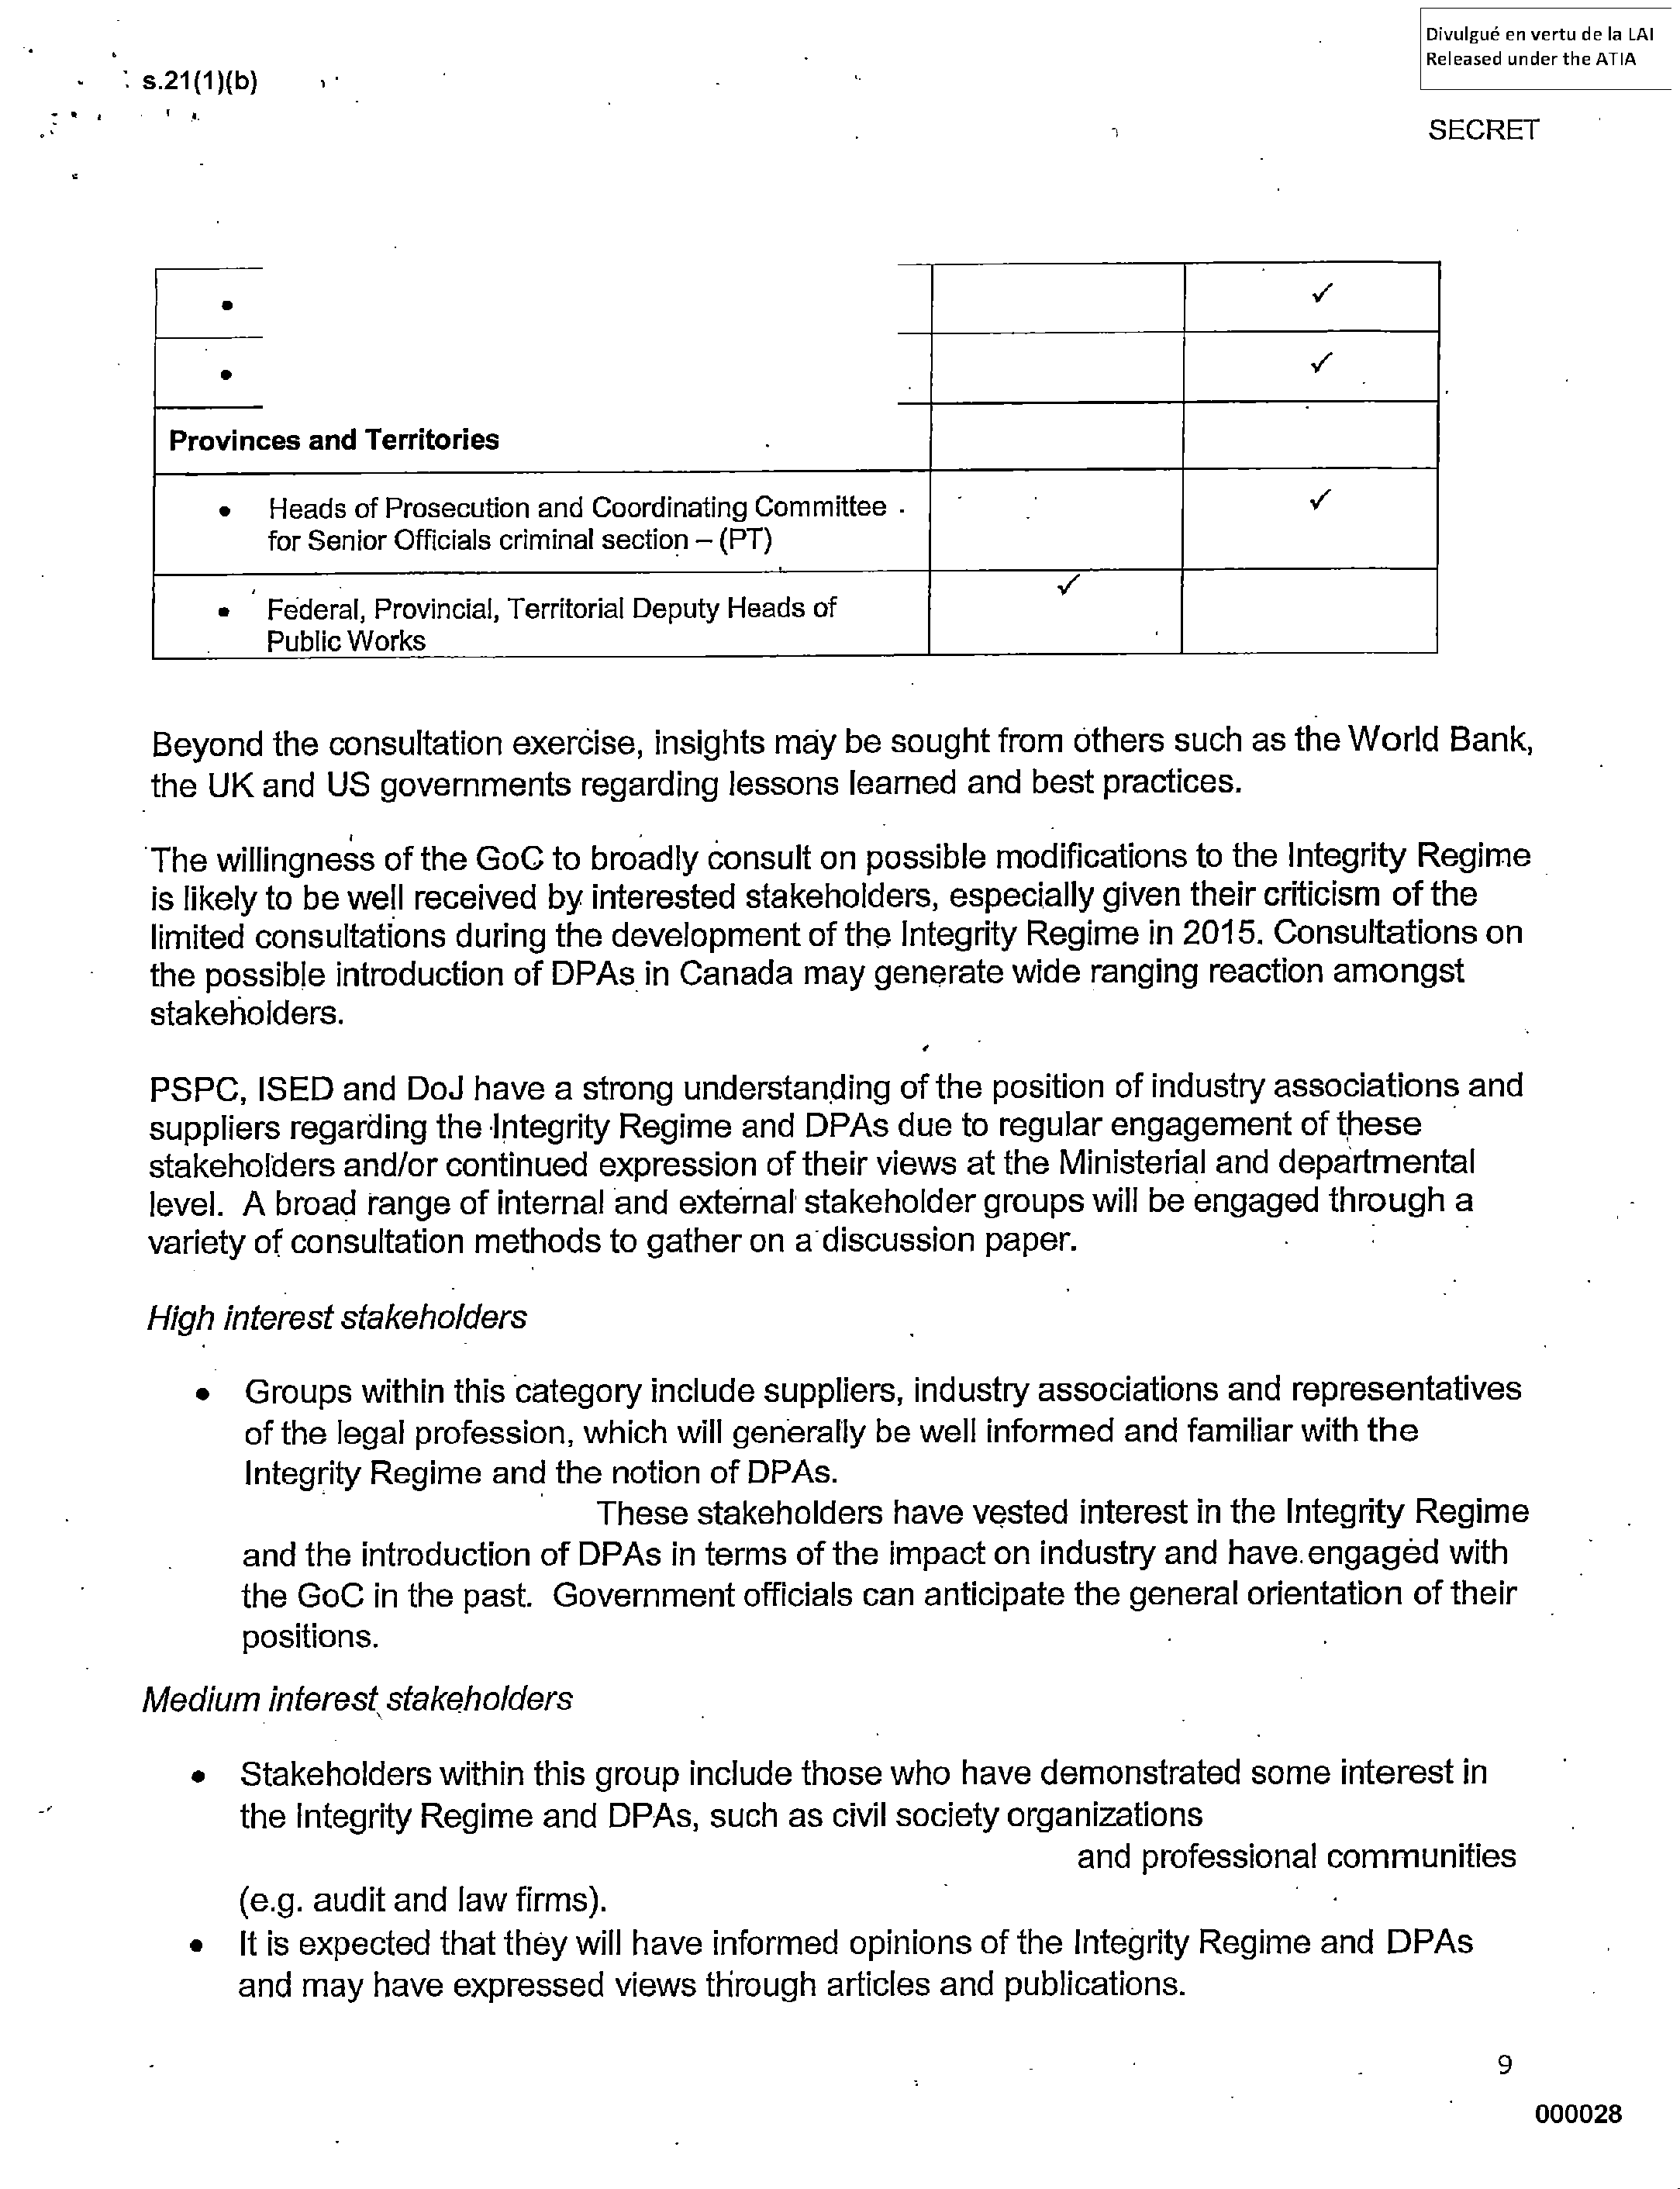 Divulgué en vertu de la LAI
Released under the ATIA
s.21(1)(b)
SECRET
• ✓
• ✓
Provinces and Territories
• Heads of Prosecution and Coordinating Committee ✓
for Senior Officials criminal section – (PT)
• Federal, Provincial, Territorial Deputy Heads of ✓
Public Works
Beyond the consultation exercise, insights may be sought from others such as the World Bank,
the UK and US governments regarding lessons learned and best practices.
The willingness of the GoC to broadly consult on possible modifications to the Integrity Regime
is likely to be well received by interested stakeholders, especially given their criticism of the
limited consultations during the development of the Integrity Regime in 2015. Consultations on
the possible introduction of DPAs in Canada may generate wide ranging reaction amongst
stakeholders.
PSPC, ISED and DoJ have a strong understanding of the position of industry associations and
suppliers regarding the Integrity Regime and DPAs due to regular engagement of these
stakeholders and/or continued expression of their views at the Ministerial and departmental
level. A broad range of internal and external stakeholder groups will be engaged through a
variety of consultation methods to gather on a discussion paper.
High interest stakeholders
• Groups within this category include suppliers, industry associations and representatives
of the legal profession, which will generally be well informed and familiar with the
Integrity Regime and the notion of DPAs.
These stakeholders have vested interest in the Integrity Regime
and the introduction of DPAs in terms of the impact on industry and have engaged with
the GoC in the past. Government officials can anticipate the general orientation of their
positions.
Medium interest stakeholders
• Stakeholders within this group include those who have demonstrated some interest in
the Integrity Regime and DPAs, such as civil society organizations
and professional communities
(e.g. audit and law firms).
• It is expected that they will have informed opinions of the Integrity Regime and DPAs
and may have expressed views through articles and publications.
9
000028